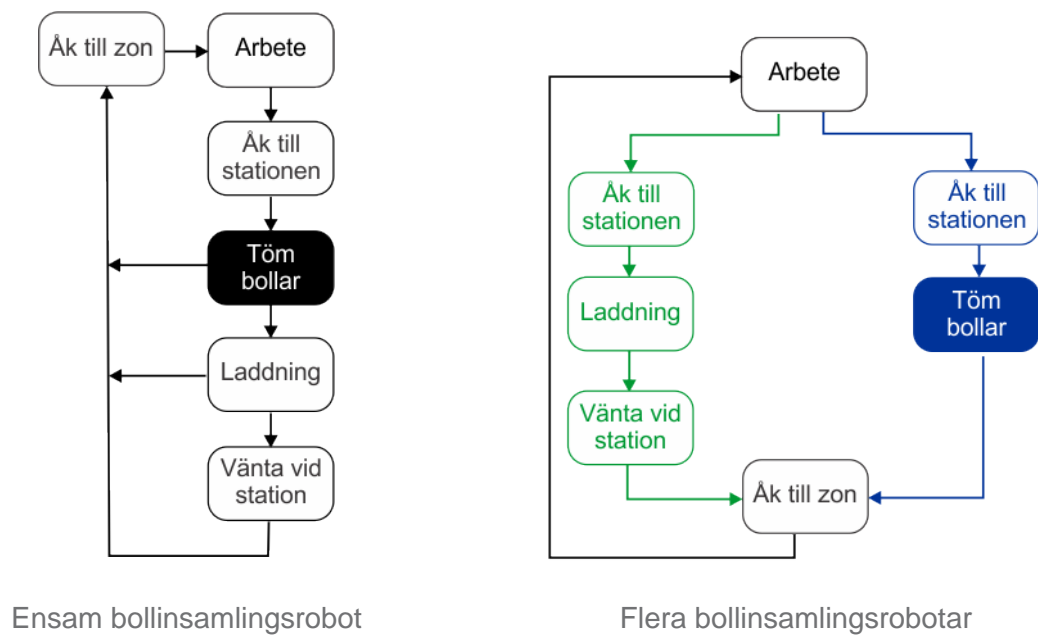 Åk till zon
Arbete
Åk till
stationen
Töm
bollar
Laddning
Vänta vid
station
Ensam bollinsamlingsrobot
Arbete
Åk till
stationen
Laddning
Vänta vid
station
Åk till
stationen
Töm
bollar
Åk till zon
Flera bollinsamlingsrobotar